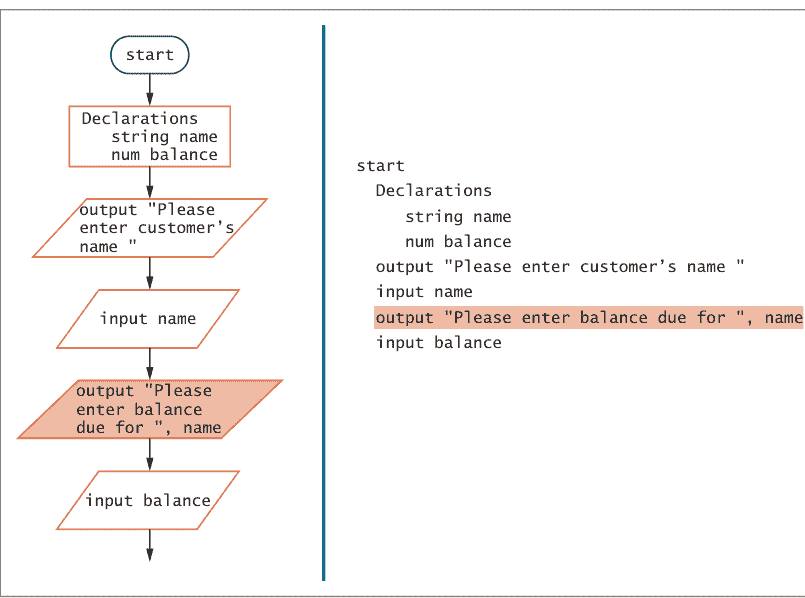 start
Declarations
string name
num balance
output "Please
enter customer’s
name "
input name
output "Please
enter balance
due for ", name
input balance
start
Declarations
string name
num balance
output "Please enter customer’s name "
input name
output "Please enter balance due for ", name
input balance